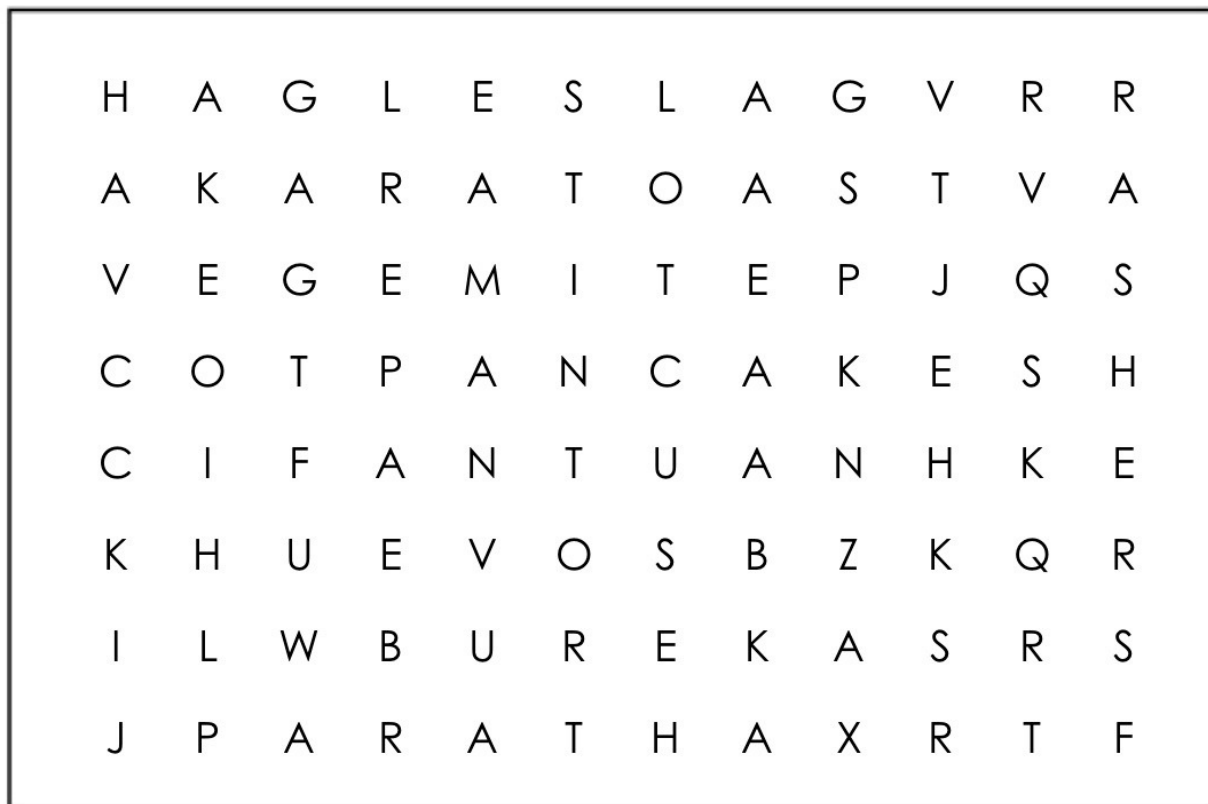 H A G L E S L A G V R R
A K A R A T O A S T V A
V E G E M I T E P J Q S
C O T P A N C A K E S H
C I F A N T U A N H K E
K H U E V O S B Z K Q R
I L W B U R E K A S R S
J P A R A T H A X R T F